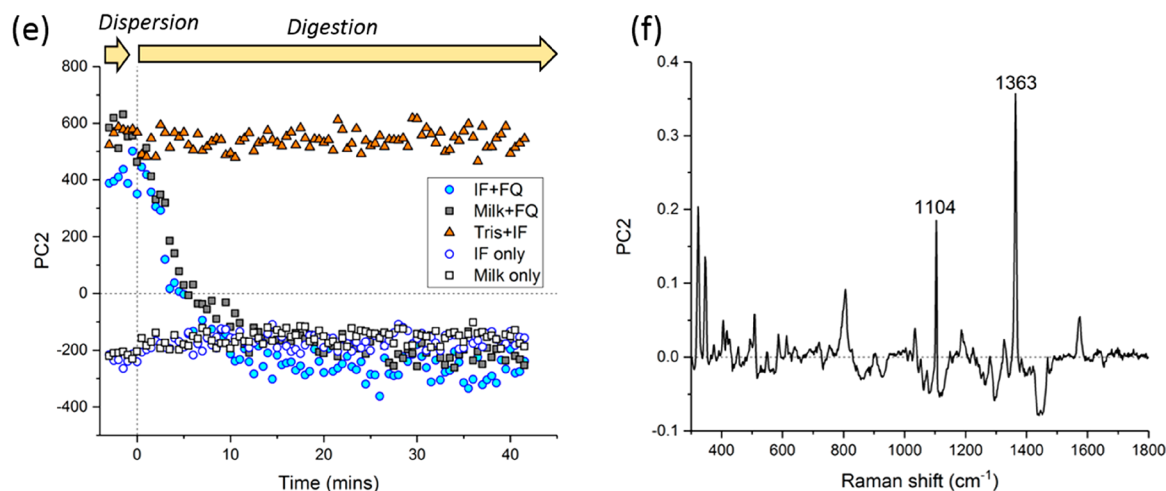 (e)
Dispersion
Digestion
800
600
400
200
0
-200
-400
PC2
IF+FQ
Milk+FQ
Tris+IF
IF only
Milk only
0
10
20
30
40
Time (mins)
(f)
0.4
0.3
0.2
0.1
0.0
-0.1
PC2
1363
1104
400
600
800
1000
1200
1400
1600
1800
Raman shift (cm⁻¹)